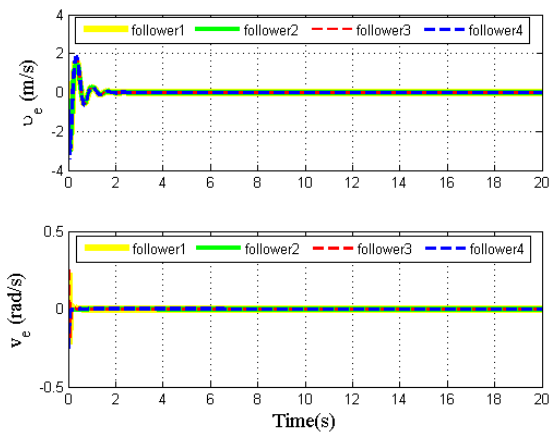 4
2
0
-2
-4
υe (m/s)
follower1 follower2 follower3 follower4
0 2 4 6 8 10 12 14 16 18 20
0.5
0
-0.5
ve (rad/s)
follower1 follower2 follower3 follower4
0 2 4 6 8 10 12 14 16 18 20
Time(s)